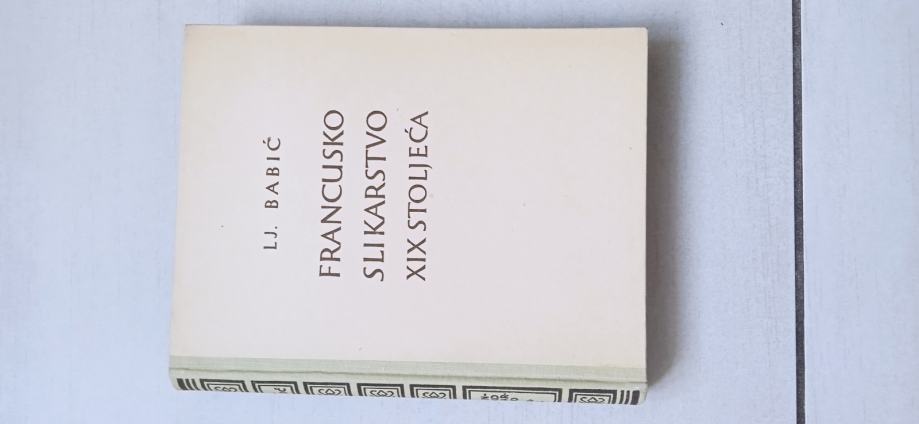 LJ. BABIĆ
FRANCUSKO
SLIKARSTVO
XIX STOLJEĆA